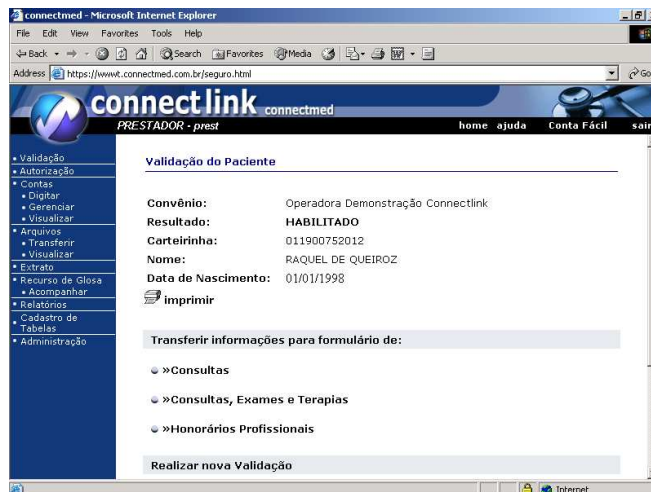 connectmed - Microsoft Internet Explorer
File Edit View Favorites Tools Help
Back Search Favorites Media
Address https://wwwt.connectmed.com.br/seguro.html Go
connectlink connectmed
PRESTADOR - prest home ajuda Conta Fácil sair
Validação
Autorização
Contas
Digitar
Gerenciar
Visualizar
Arquivos
Transferir
Visualizar
Extrato
Recurso de Glosa
Acompanhar
Relatórios
Cadastro de
Tabelas
Administração
Validação do Paciente
Convênio: Operadora Demonstração Connectlink
Resultado: HABILITADO
Carteirinha: 011900752012
Nome: RAQUEL DE QUEIROZ
Data de Nascimento: 01/01/1998
imprimir
Transferir informações para formulário de:
»Consultas
»Consultas, Exames e Terapias
»Honorários Profissionais
Realizar nova Validação
Internet